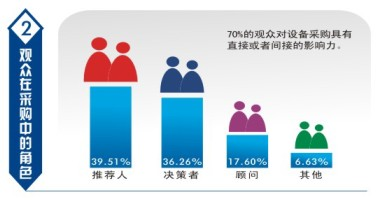 2
观众在采购中的角色
70%的观众对设备采购具有
直接或者间接的影响力。
39.51%
36.26%
17.60%
6.63%
推荐人
决策者
顾问
其他